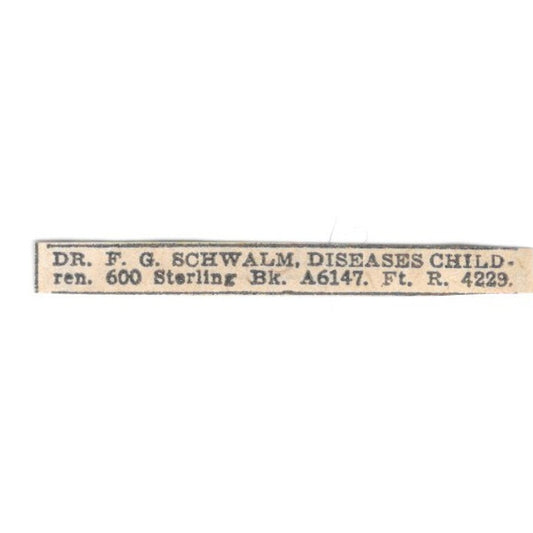 DR. F. G. SCHWALM, DISEASES CHILD-
ren. 600 Sterling Bk. A6147. Ft. R. 4229.